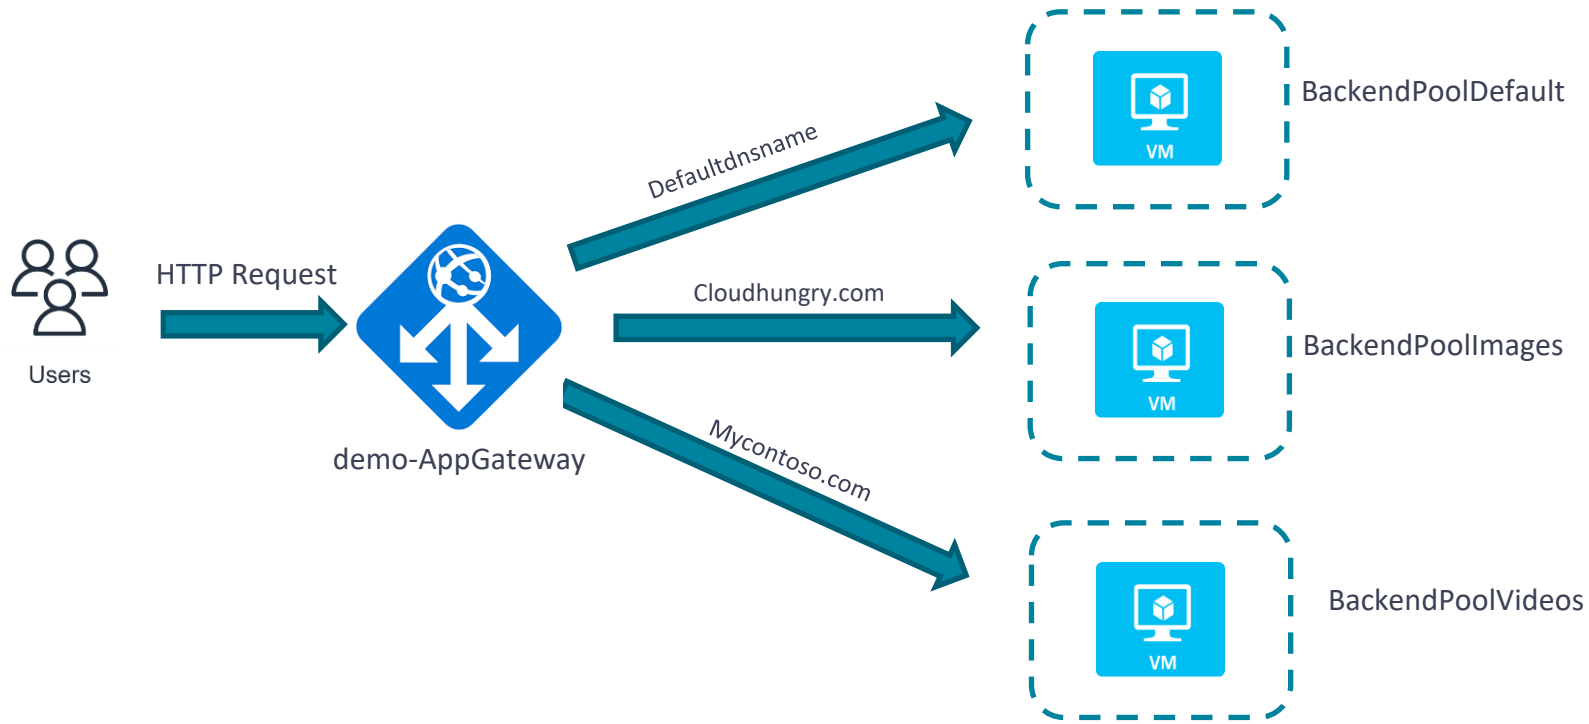 BackendPoolDefault
VM
Defaultdnsname
HTTP Request
Cloudhungry.com
BackendPoolImages
Users
VM
demo-AppGateway
Mycontoso.com
BackendPoolVideos
VM